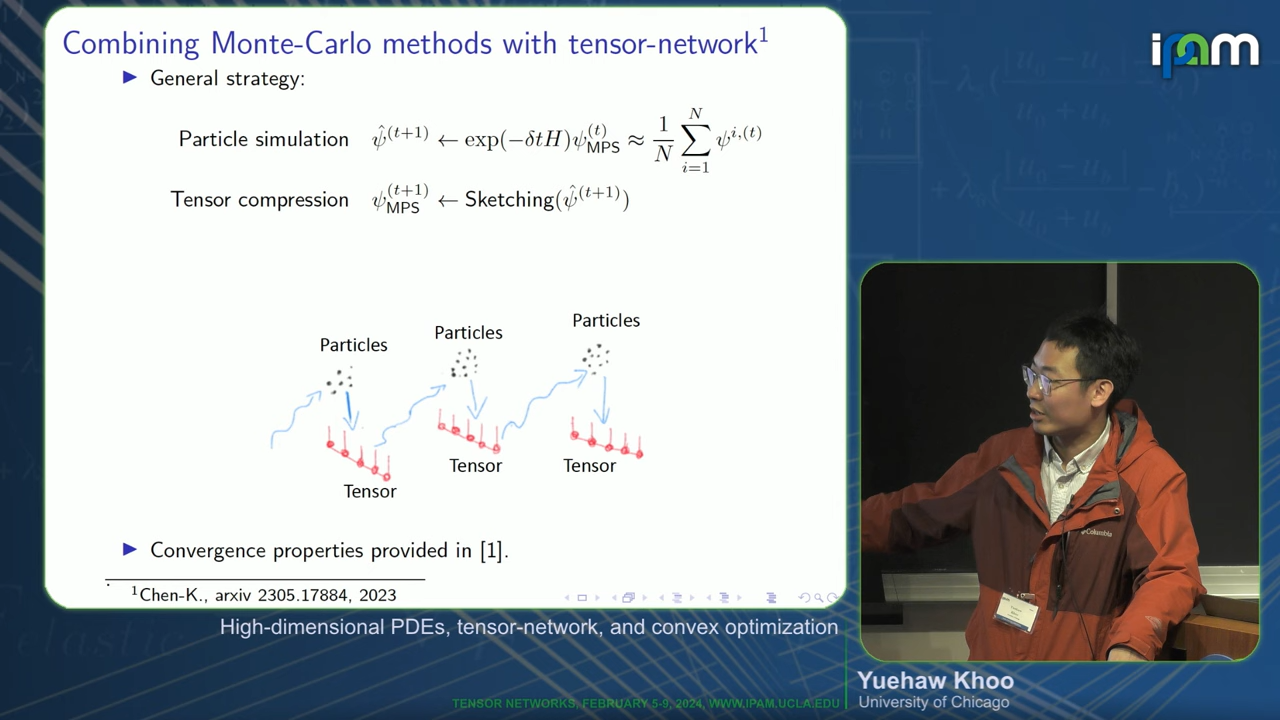 Combining Monte-Carlo methods with tensor-network¹
▶ General strategy:
Particle simulation ψ̂^(t+1) ← exp(−δtH)ψ_MPS^(t) ≈ 1/N ∑_{i=1}^{N} ψ^{i,(t)}
Tensor compression ψ_MPS^(t+1) ← Sketching(ψ̂^(t+1))
Particles
Particles
Particles
Tensor
Tensor
Tensor
▶ Convergence properties provided in [1].
¹Chen-K., arxiv 2305.17884, 2023
High-dimensional PDEs, tensor-network, and convex optimization
TENSOR NETWORKS, FEBRUARY 5-9, 2024, WWW.IPAM.UCLA.EDU
ipam
Columbia
Yuehaw Khoo
University of Chicago